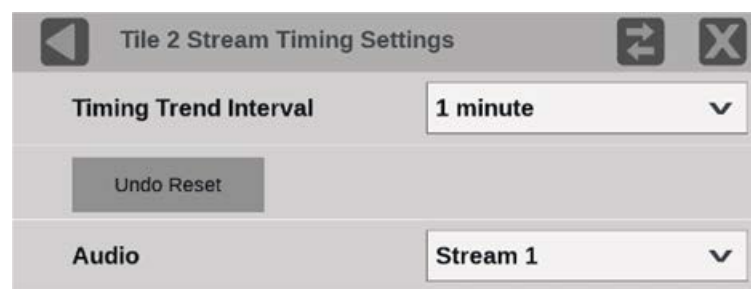 Tile 2 Stream Timing Settings
Timing Trend Interval 1 minute
Undo Reset
Audio Stream 1